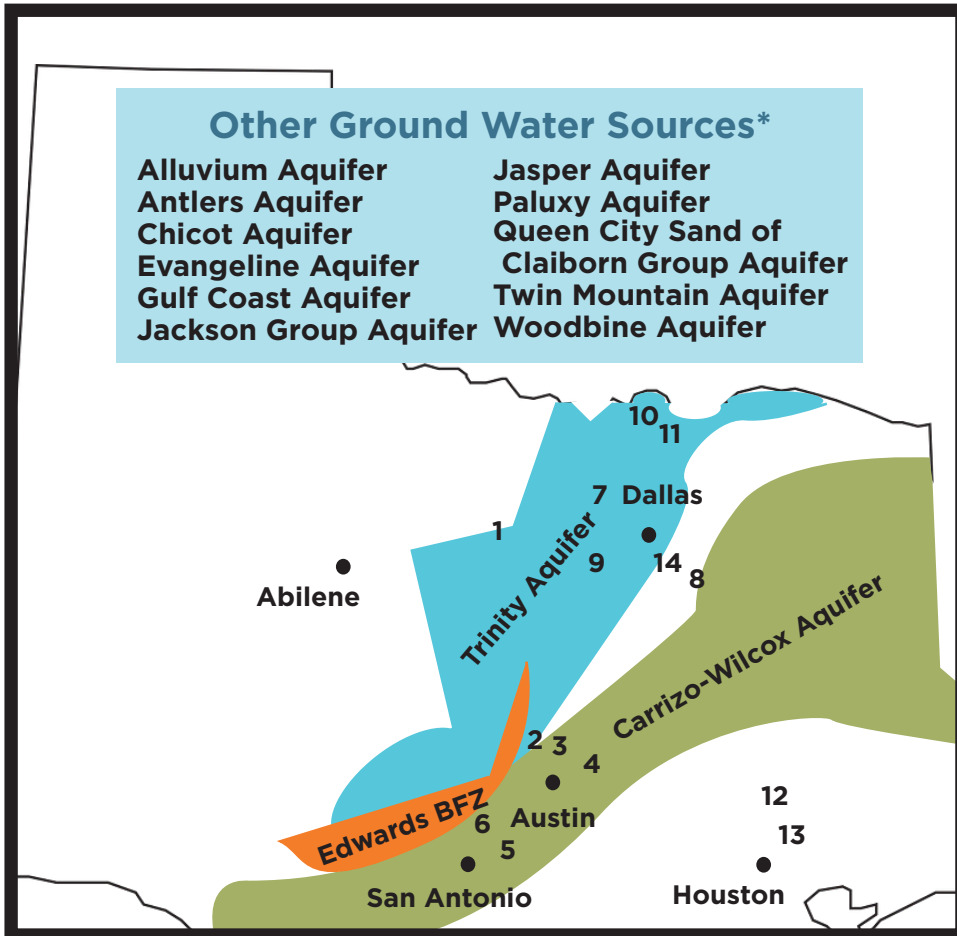 Other Ground Water Sources*
Alluvium Aquifer
Antlers Aquifer
Chicot Aquifer
Evangeline Aquifer
Gulf Coast Aquifer
Jackson Group Aquifer
Jasper Aquifer
Paluxy Aquifer
Queen City Sand of
Claiborn Group Aquifer
Twin Mountain Aquifer
Woodbine Aquifer
10
11
7
Dallas
1
9
14
8
Abilene
Trinity Aquifer
Carrizo-Wilcox Aquifer
2
3
4
Austin
Edwards BFZ
6
5
San Antonio
12
13
Houston